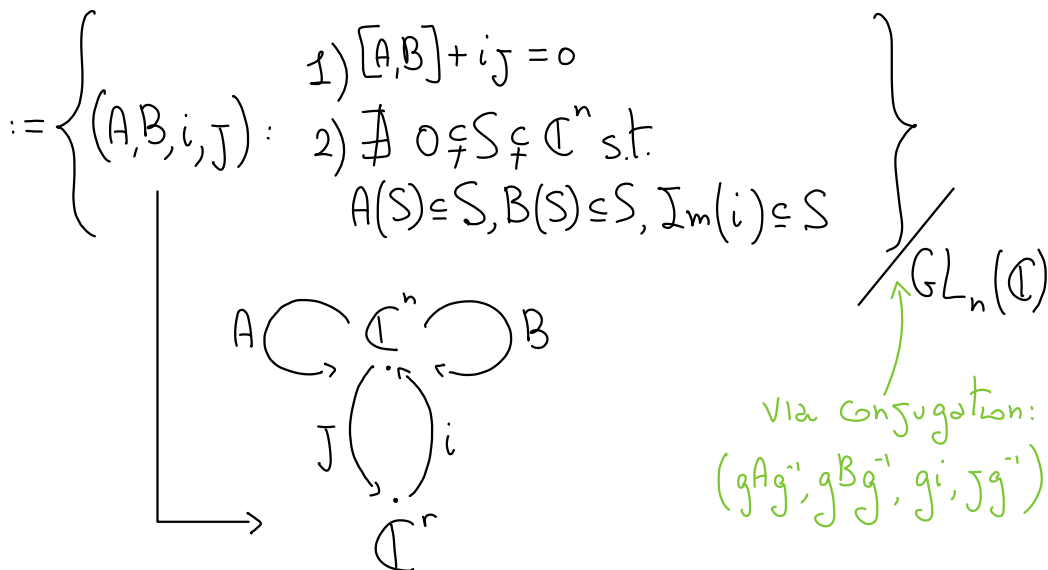 1) [A,B] + ij = 0
:= { (A,B,i,j) : 2) ∄ 0 ⊊ S ⊊ ℂⁿ s.t. }
A(S) ⊆ S, B(S) ⊆ S, Im(i) ⊆ S
/ GLₙ(ℂ)
A ℂⁿ B
j i
ℂʳ
via conjugation:
(gAg⁻¹, gBg⁻¹, gi, jg⁻¹)